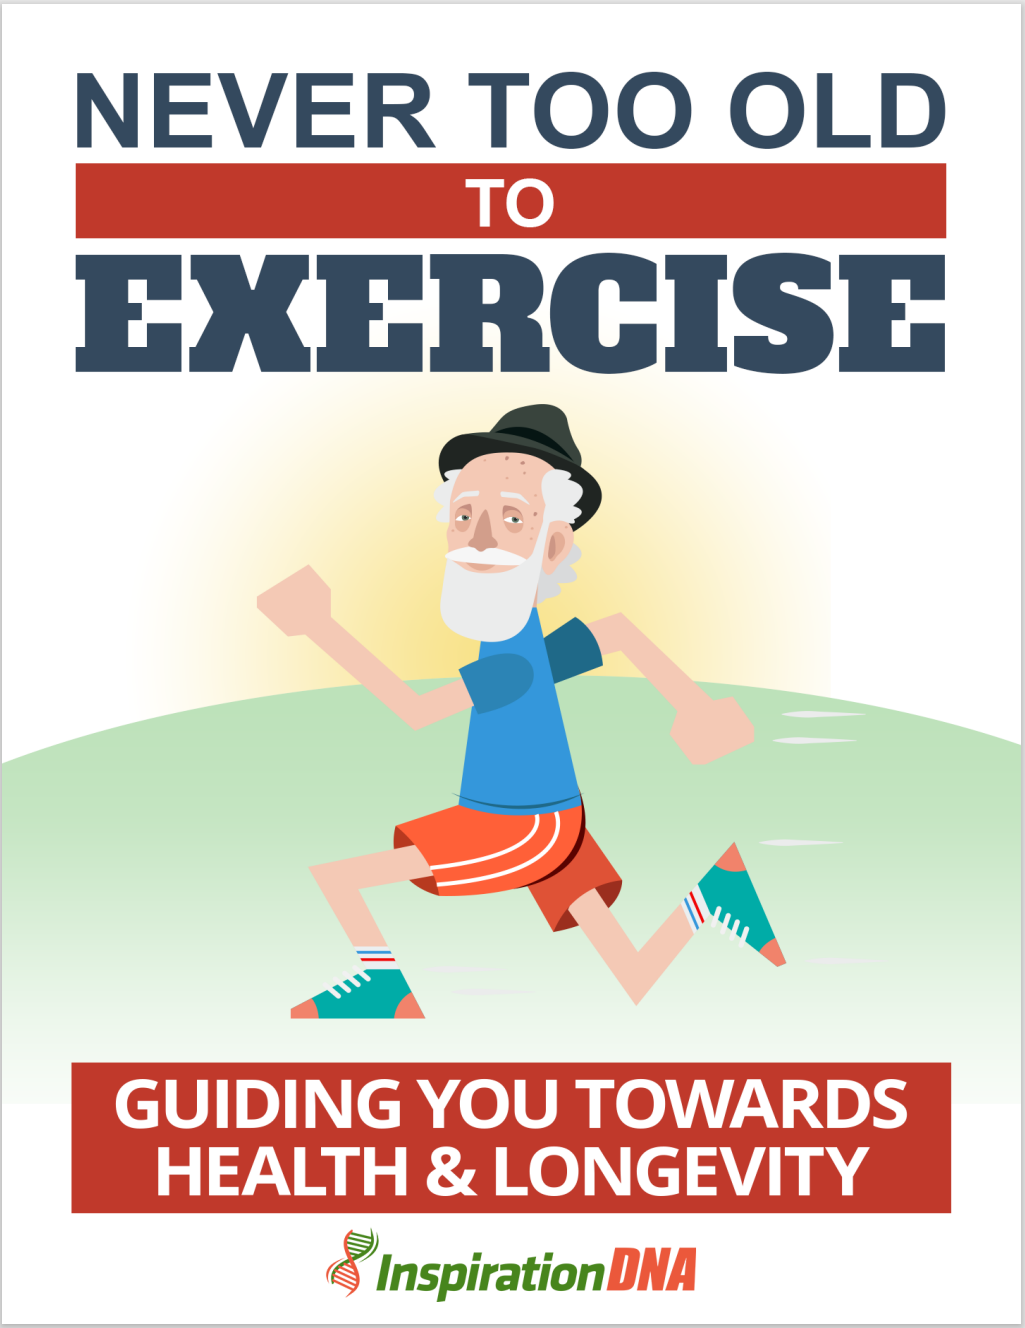 NEVER TOO OLD
TO
EXERCISE
GUIDING YOU TOWARDS
HEALTH & LONGEVITY
InspirationDNA